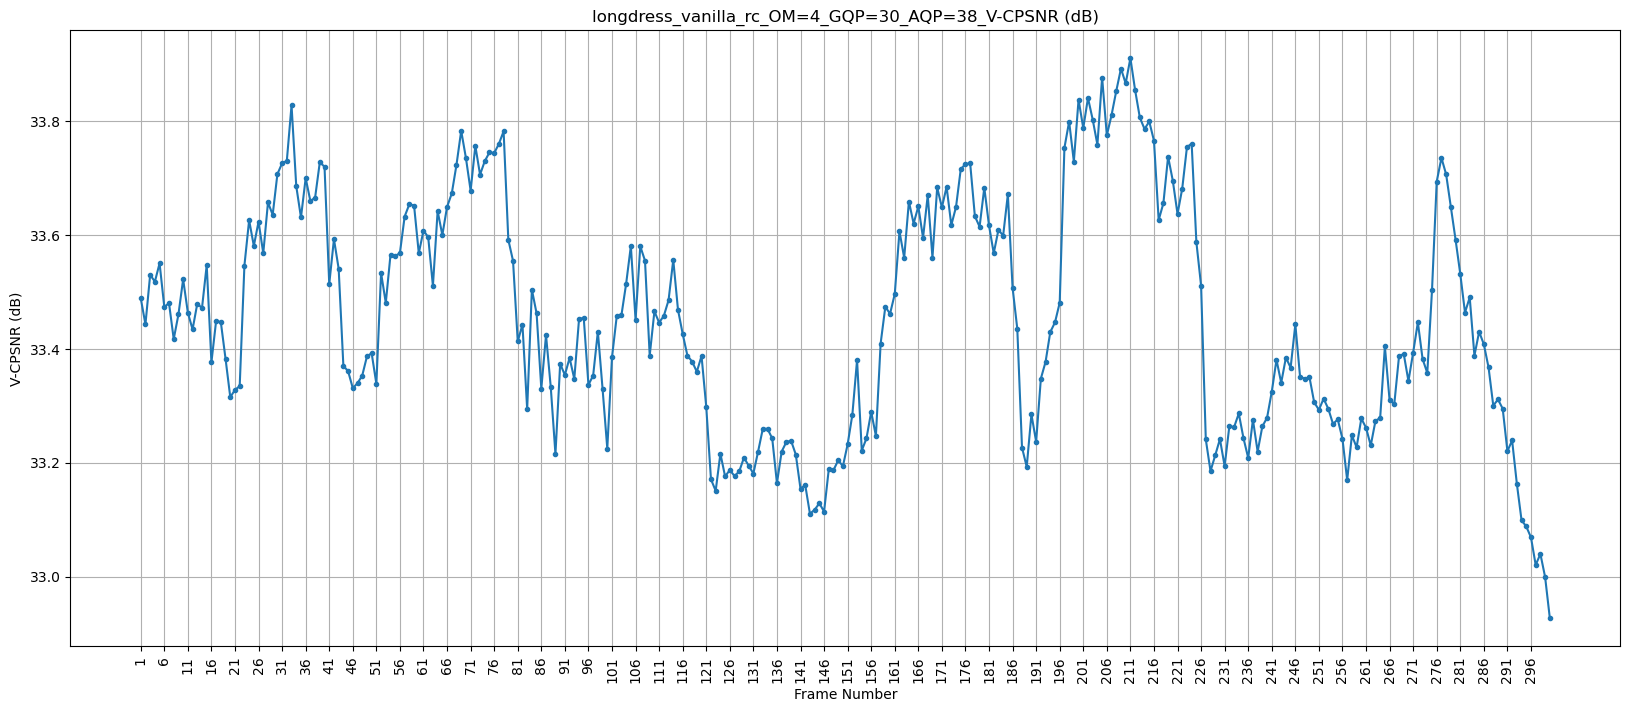 longdress_vanilla_rc_OM=4_GQP=30_AQP=38_V-CPSNR (dB)
V-CPSNR (dB)
33.8
33.6
33.4
33.2
33.0
1 6 11 16 21 26 31 36 41 46 51 56 61 66 71 76 81 86 91 96 101 106 111 116 121 126 131 136 141 146 151 156 161 166 171 176 181 186 191 196 201 206 211 216 221 226 231 236 241 246 251 256 261 266 271 276 281 286 291 296
Frame Number